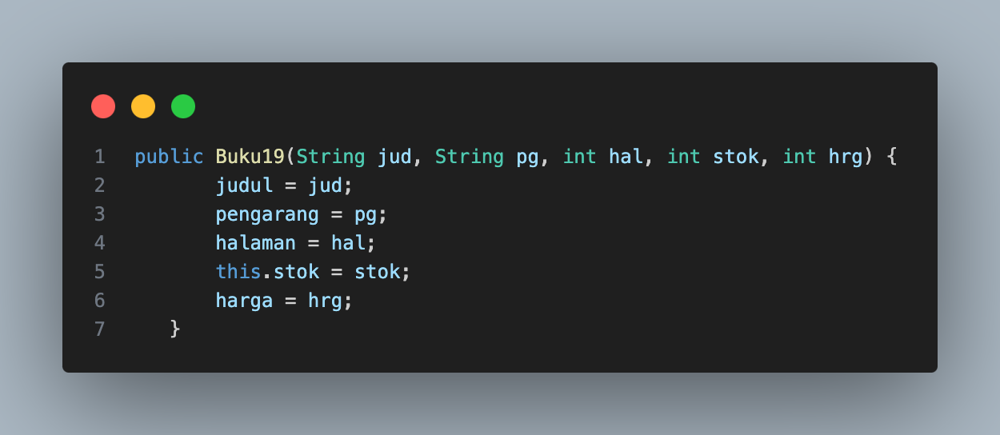 1 public Buku19(String jud, String pg, int hal, int stok, int hrg) {
2 judul = jud;
3 pengarang = pg;
4 halaman = hal;
5 this.stok = stok;
6 harga = hrg;
7 }